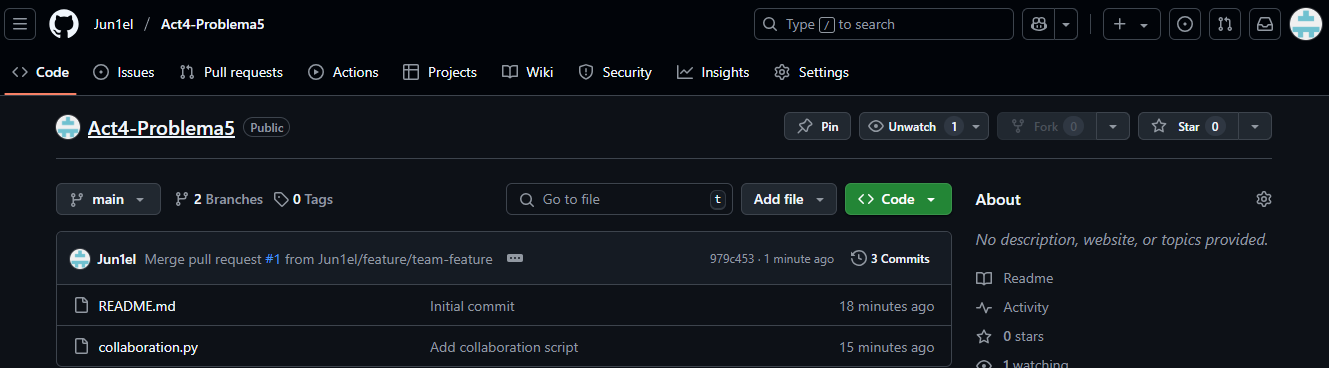 Jun1el / Act4-Problema5 Type / to search
Code Issues Pull requests Actions Projects Wiki Security Insights Settings
Act4-Problema5 Public Pin Unwatch 1 Fork 0 Star 0
main 2 Branches 0 Tags Go to file t Add file Code
Jun1el Merge pull request #1 from Jun1el/feature/team-feature 979c453 · 1 minute ago 3 Commits
README.md Initial commit 18 minutes ago
collaboration.py Add collaboration script 15 minutes ago
About
No description, website, or topics provided.
Readme
Activity
0 stars
1 watching